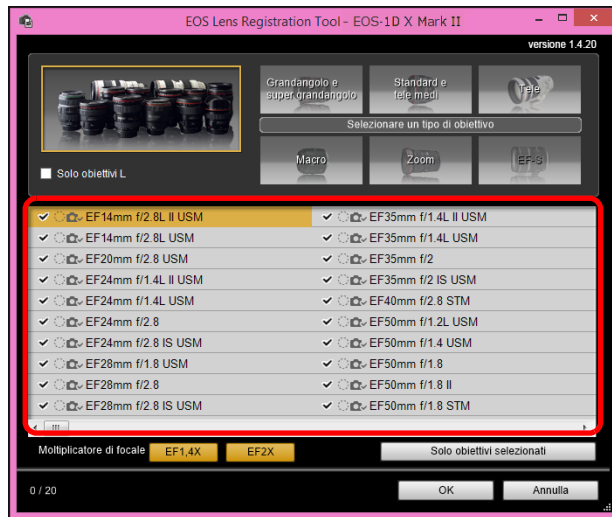 EOS Lens Registration Tool - EOS-1D X Mark II
versione 1.4.20
Grandangolo e
super grandangolo
Standard e
tele medi
Tele
Selezionare un tipo di obiettivo
Macro
Zoom
EF-S
Solo obiettivi L
EF14mm f/2.8L II USM
EF35mm f/1.4L II USM
EF14mm f/2.8L USM
EF35mm f/1.4L USM
EF20mm f/2.8 USM
EF35mm f/2
EF24mm f/1.4L II USM
EF35mm f/2 IS USM
EF24mm f/1.4L USM
EF40mm f/2.8 STM
EF24mm f/2.8
EF50mm f/1.2L USM
EF24mm f/2.8 IS USM
EF50mm f/1.4 USM
EF28mm f/1.8 USM
EF50mm f/1.8
EF28mm f/2.8
EF50mm f/1.8 II
EF28mm f/2.8 IS USM
EF50mm f/1.8 STM
Moltiplicatore di focale
EF1,4X
EF2X
Solo obiettivi selezionati
0 / 20
OK
Annulla